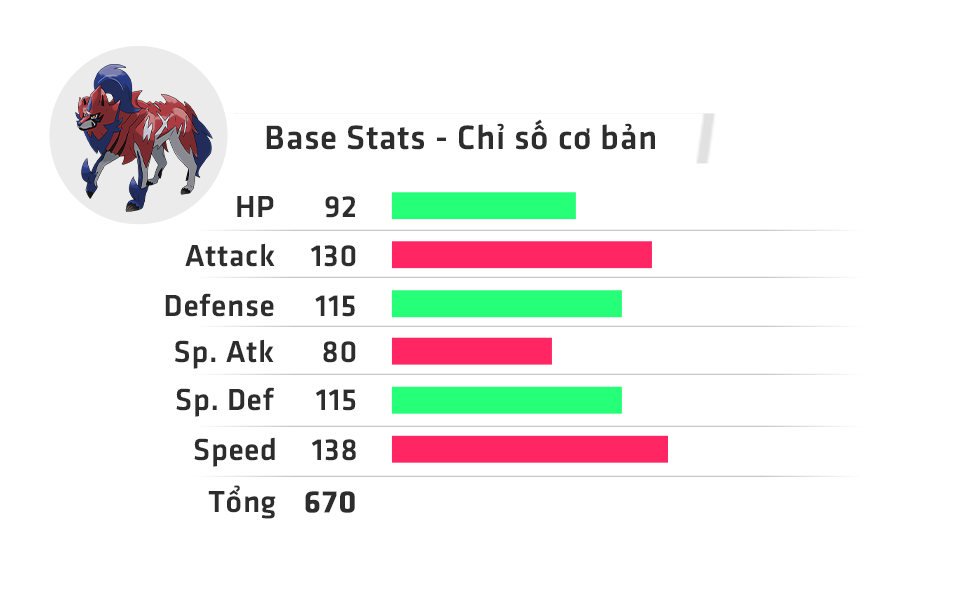 Base Stats - Chỉ số cơ bản
HP 92
Attack 130
Defense 115
Sp. Atk 80
Sp. Def 115
Speed 138
Tổng 670